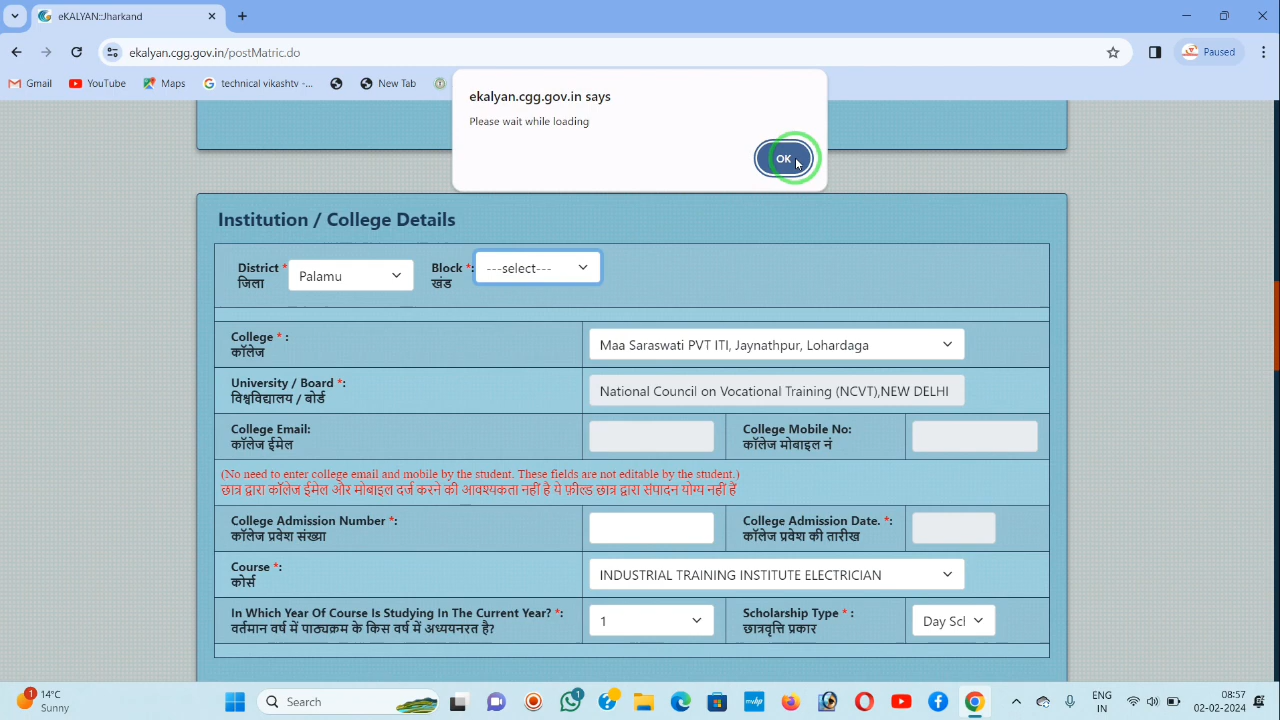 eKALYAN::Jharkand
ekalyan.cgg.gov.in/postMatric.do
Paused
Gmail
YouTube
Maps
technical vikashtv -...
New Tab
ekalyan.cgg.gov.in says
Please wait while loading
OK
Institution / College Details
District *
जिला
Palamu
Block *:
खंड
---select---
College * :
कॉलेज
Maa Saraswati PVT ITI, Jaynathpur, Lohardaga
University / Board *:
विश्वविद्यालय / बोर्ड
National Council on Vocational Training (NCVT),NEW DELHI
College Email:
कॉलेज ईमेल
College Mobile No:
कॉलेज मोबाइल नं
(No need to enter college email and mobile by the student. These fields are not editable by the student.)
छात्र द्वारा कॉलेज ईमेल और मोबाइल दर्ज करने की आवश्यकता नहीं है ये फ़ील्ड छात्र द्वारा संपादन योग्य नहीं हैं
College Admission Number *:
कॉलेज प्रवेश संख्या
College Admission Date. *:
कॉलेज प्रवेश की तारीख
Course *:
कोर्स
INDUSTRIAL TRAINING INSTITUTE ELECTRICIAN
In Which Year Of Course Is Studying In The Current Year? *:
वर्तमान वर्ष में पाठ्यक्रम के किस वर्ष में अध्ययनरत है?
1
Scholarship Type * :
छात्रवृत्ति प्रकार
Day Scl
1
14°C
Sunny
Search
1
ENG
IN
08:57
02-02-2024